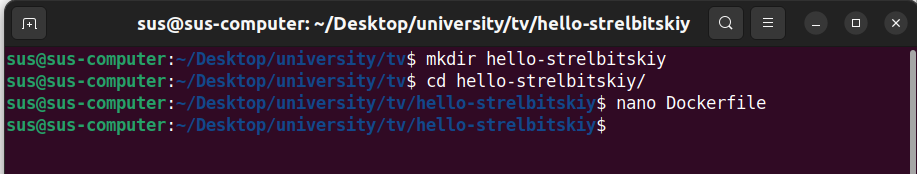 sus@sus-computer: ~/Desktop/university/tv/hello-strelbitskiy
sus@sus-computer:~/Desktop/university/tv$ mkdir hello-strelbitskiy
sus@sus-computer:~/Desktop/university/tv$ cd hello-strelbitskiy/
sus@sus-computer:~/Desktop/university/tv/hello-strelbitskiy$ nano Dockerfile
sus@sus-computer:~/Desktop/university/tv/hello-strelbitskiy$